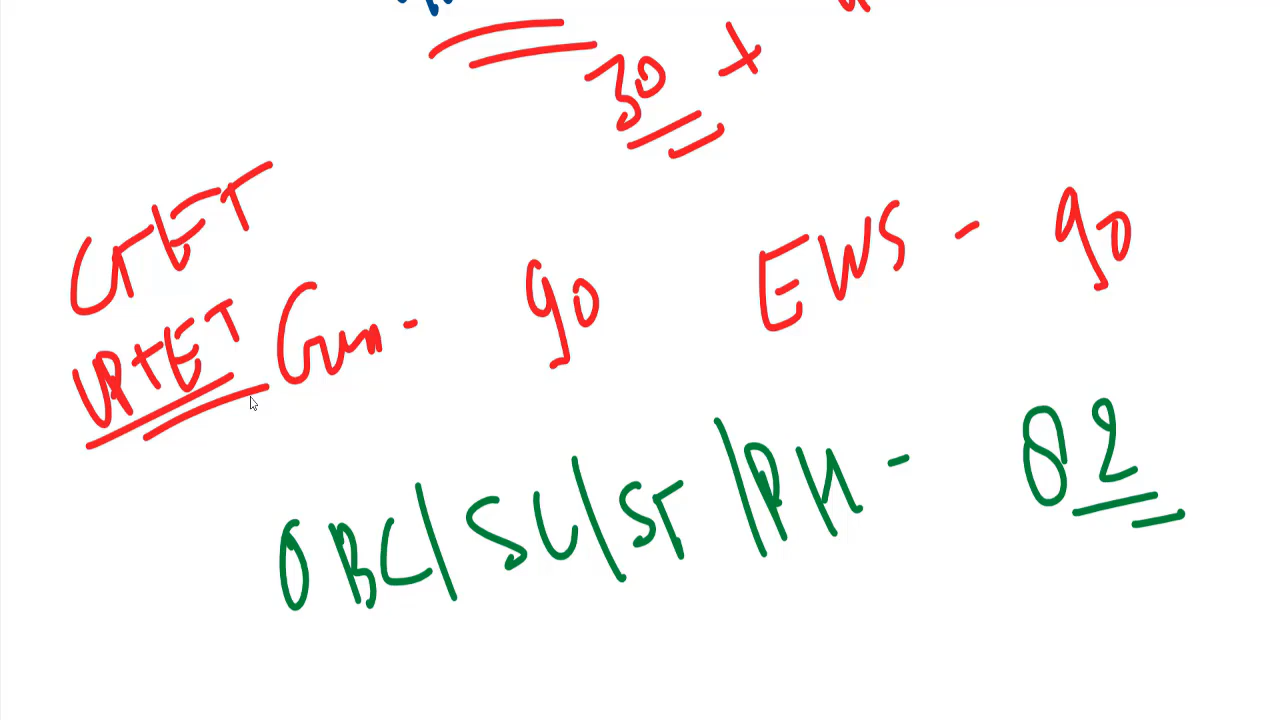 30 +
CTET
UPTET Gen - 90 EWS - 90
OBC/SC/ST/PH - 82